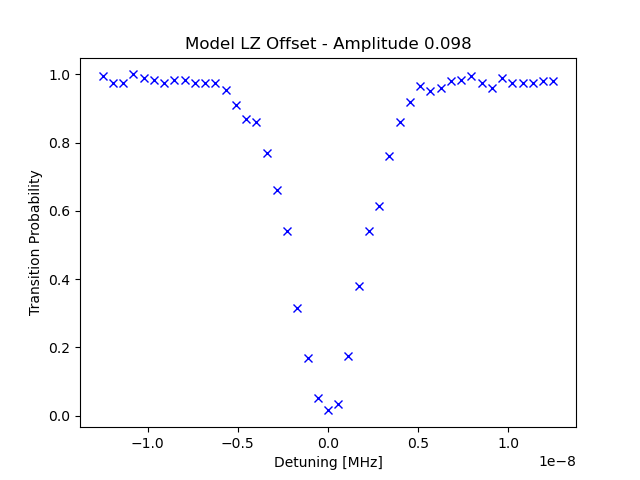 Model LZ Offset - Amplitude 0.098
Transition Probability
1.0
0.8
0.6
0.4
0.2
0.0
−1.0 −0.5 0.0 0.5 1.0
1e−8
Detuning [MHz]